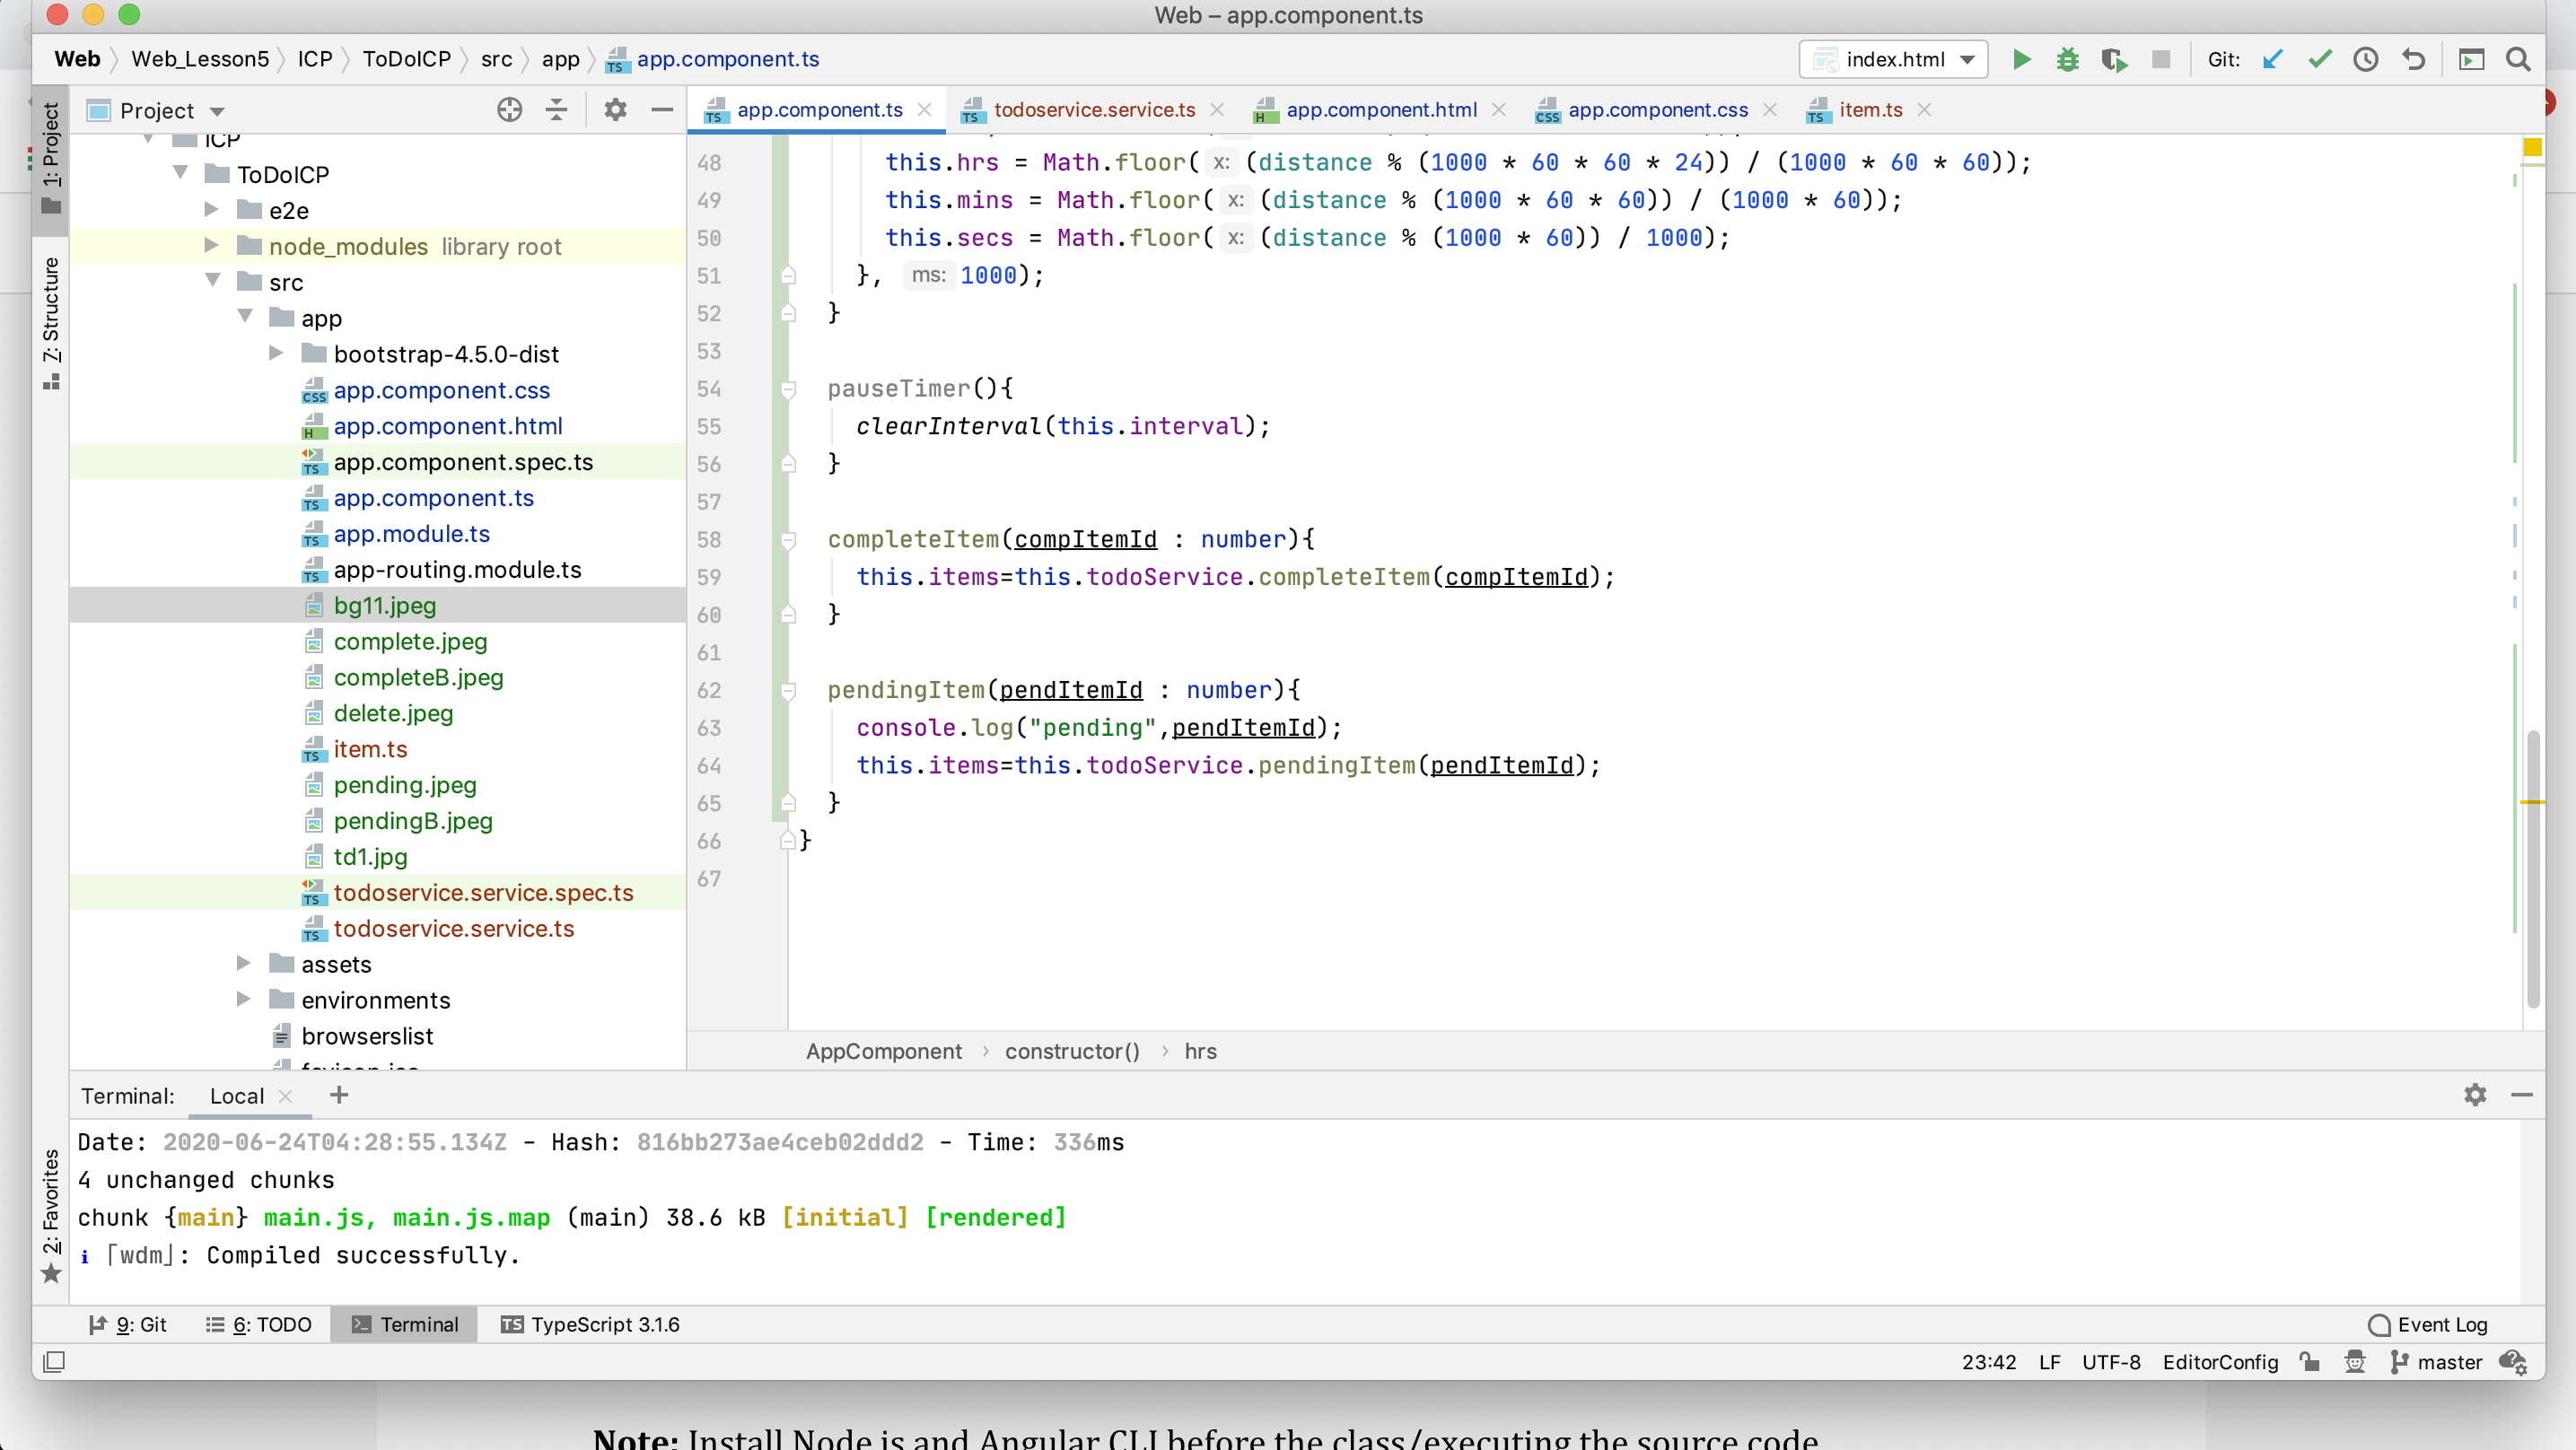 Web – app.component.ts
Web Web_Lesson5 ICP ToDoICP src app app.component.ts
index.html Git:
1: Project
7: Structure
2: Favorites
Project
ICP
ToDoICP
e2e
node_modules library root
src
app
bootstrap-4.5.0-dist
app.component.css
app.component.html
app.component.spec.ts
app.component.ts
app.module.ts
app-routing.module.ts
bg11.jpeg
complete.jpeg
completeB.jpeg
delete.jpeg
item.ts
pending.jpeg
pendingB.jpeg
td1.jpg
todoservice.service.spec.ts
todoservice.service.ts
assets
environments
browserslist
favicon.ico
app.component.ts todoservice.service.ts app.component.html app.component.css item.ts
48 this.hrs = Math.floor( x: (distance % (1000 * 60 * 60 * 24)) / (1000 * 60 * 60));
49 this.mins = Math.floor( x: (distance % (1000 * 60 * 60)) / (1000 * 60));
50 this.secs = Math.floor( x: (distance % (1000 * 60)) / 1000);
51 }, ms: 1000);
52 }
53
54 pauseTimer(){
55 clearInterval(this.interval);
56 }
57
58 completeItem(compItemId : number){
59 this.items=this.todoService.completeItem(compItemId);
60 }
61
62 pendingItem(pendItemId : number){
63 console.log("pending",pendItemId);
64 this.items=this.todoService.pendingItem(pendItemId);
65 }
66 }
67
AppComponent › constructor() › hrs
Terminal: Local
Date: 2020-06-24T04:28:55.134Z - Hash: 816bb273ae4ceb02ddd2 - Time: 336ms
4 unchanged chunks
chunk {main} main.js, main.js.map (main) 38.6 kB [initial] [rendered]
ℹ ｢wdm｣: Compiled successfully.
9: Git 6: TODO Terminal TypeScript 3.1.6 Event Log
23:42 LF UTF-8 EditorConfig master
Note: Install Node js and Angular CLI before the class/executing the source code